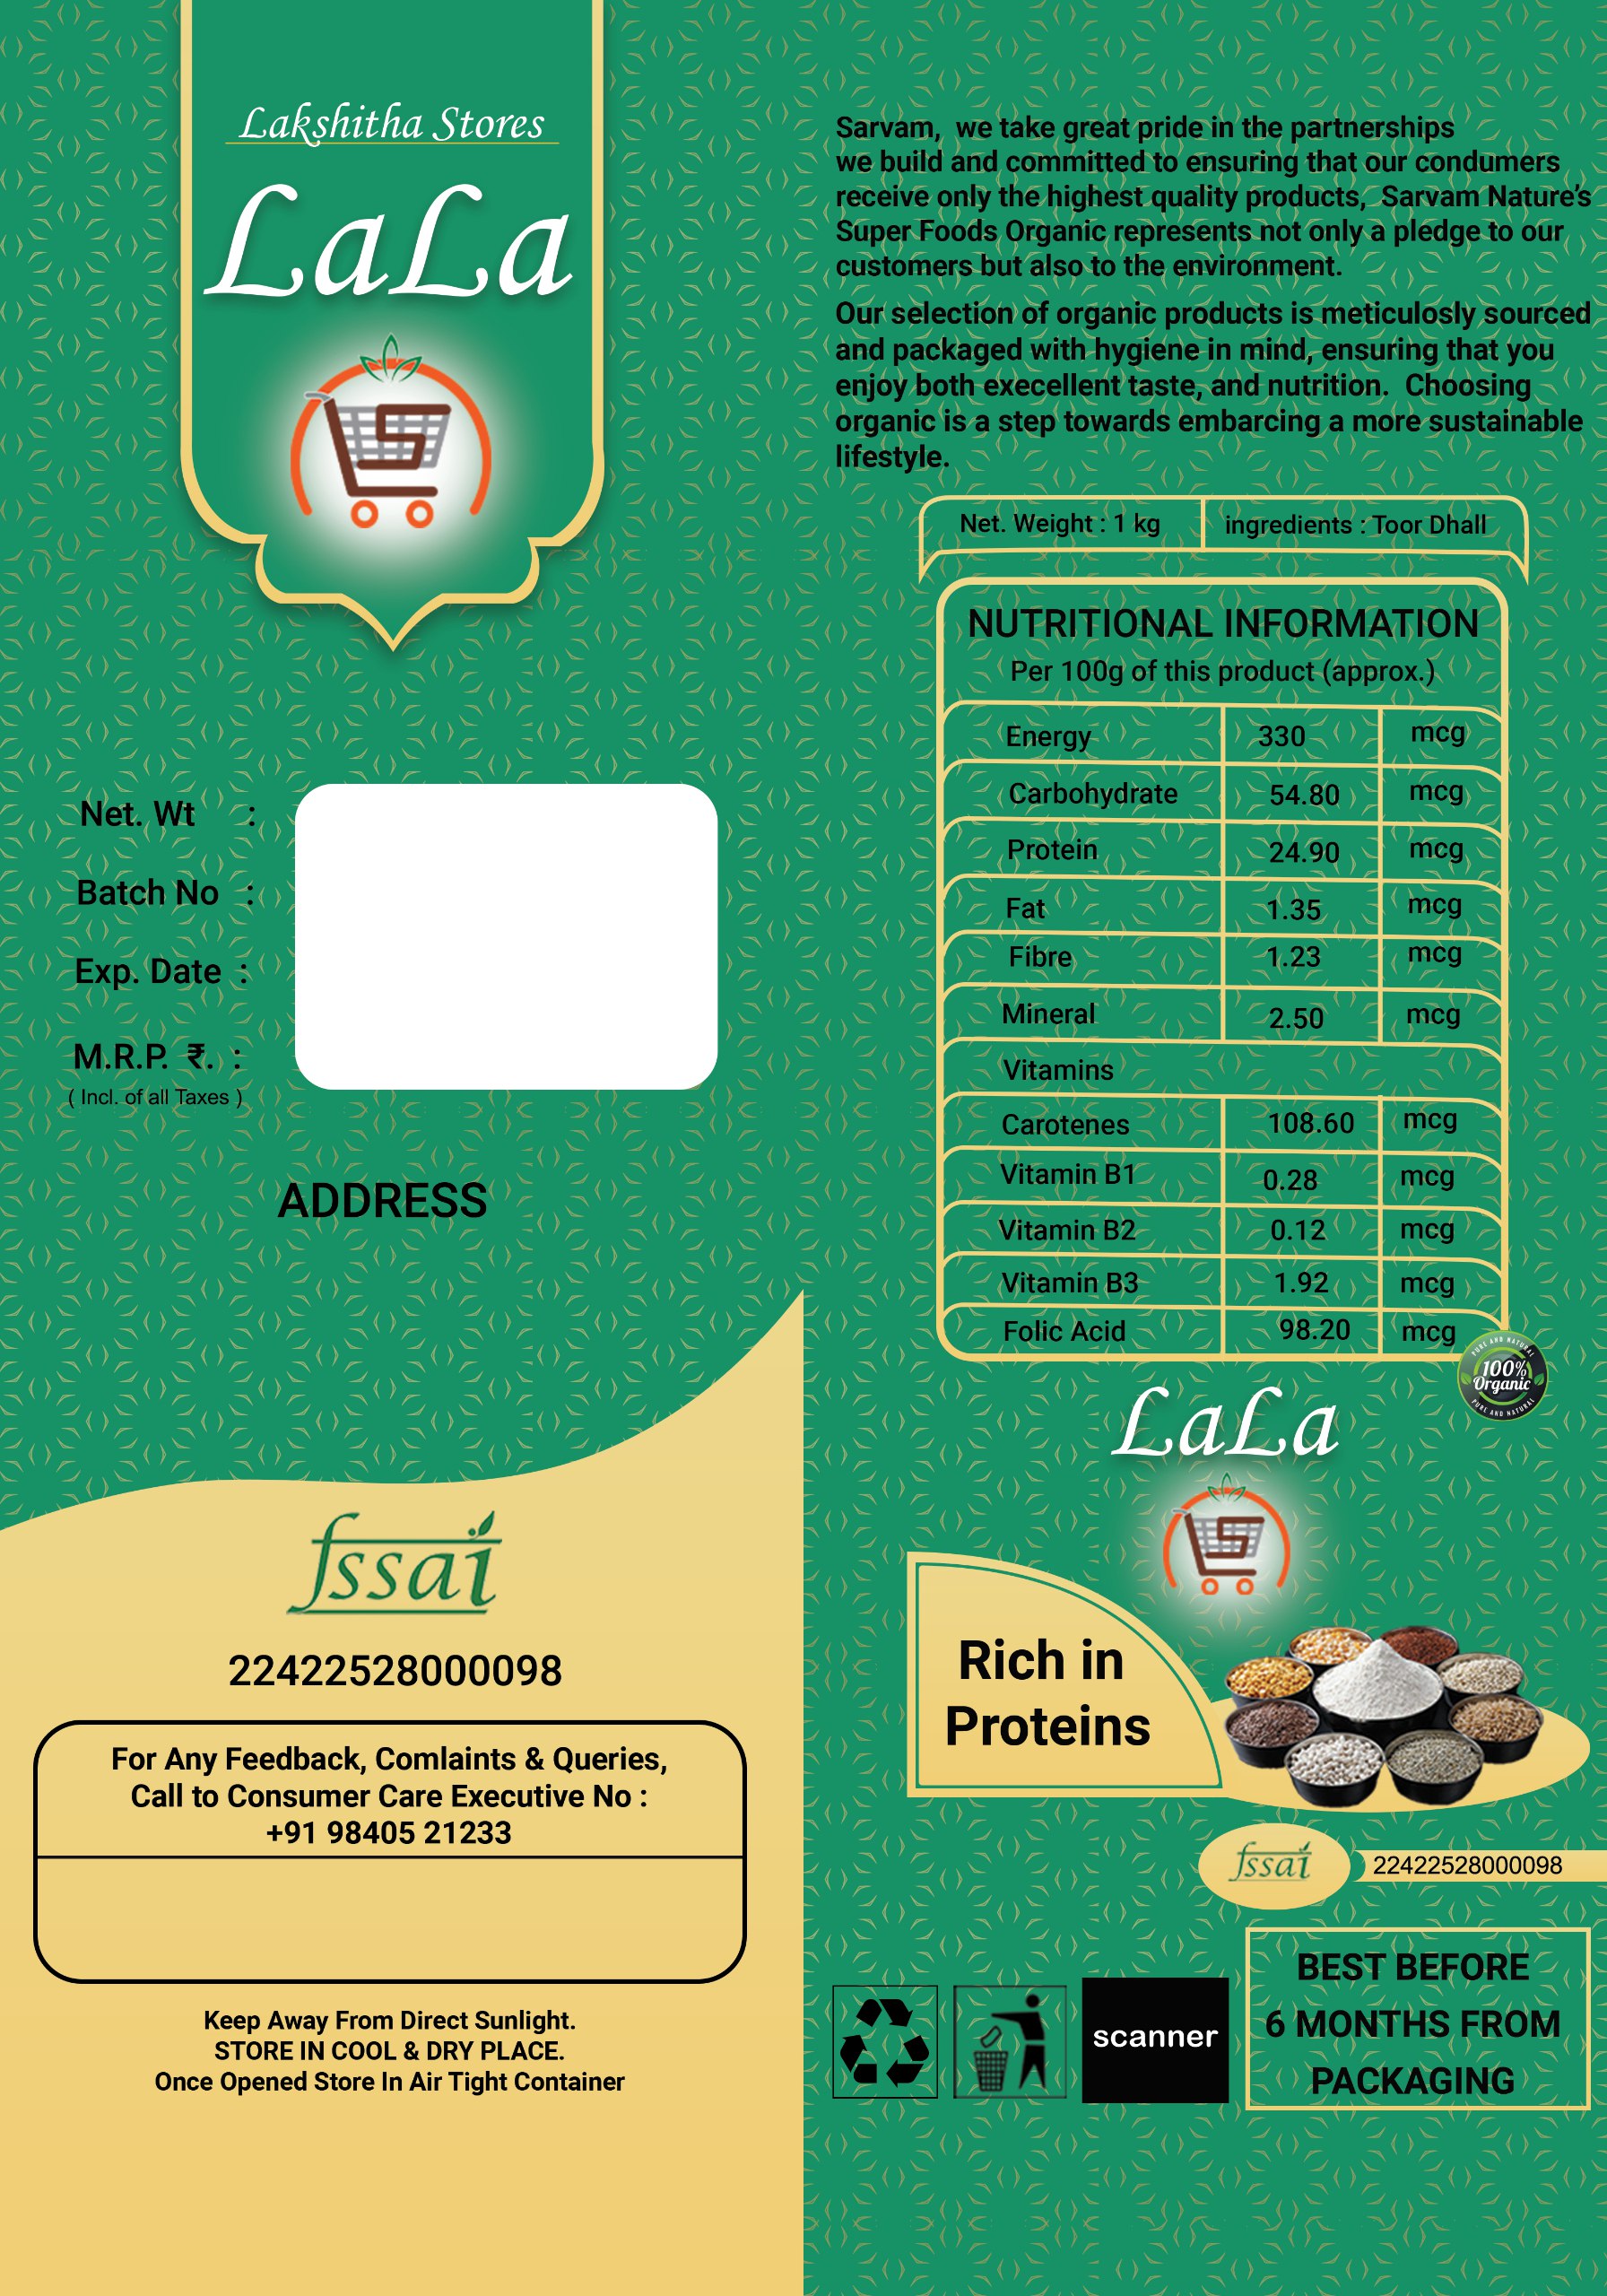 Lakshitha Stores
LaLa
Net. Wt :
Batch No :
Exp. Date :
M.R.P. ₹. :
( Incl. of all Taxes )
ADDRESS
fssai
22422528000098
For Any Feedback, Comlaints & Queries,
Call to Consumer Care Executive No :
+91 98405 21233
Keep Away From Direct Sunlight.
STORE IN COOL & DRY PLACE.
Once Opened Store In Air Tight Container
Sarvam, we take great pride in the partnerships
we build and committed to ensuring that our condumers
receive only the highest quality products, Sarvam Nature's
Super Foods Organic represents not only a pledge to our
customers but also to the environment.
Our selection of organic products is meticulosly sourced
and packaged with hygiene in mind, ensuring that you
enjoy both execellent taste, and nutrition. Choosing
organic is a step towards embarcing a more sustainable
lifestyle.
Net. Weight : 1 kg ingredients : Toor Dhall
NUTRITIONAL INFORMATION
Per 100g of this product (approx.)
Energy 330 mcg
Carbohydrate 54.80 mcg
Protein 24.90 mcg
Fat 1.35 mcg
Fibre 1.23 mcg
Mineral 2.50 mcg
Vitamins
Carotenes 108.60 mcg
Vitamin B1 0.28 mcg
Vitamin B2 0.12 mcg
Vitamin B3 1.92 mcg
Folic Acid 98.20 mcg
PURE AND NATURAL
100%
Organic
PURE AND NATURAL
LaLa
Rich in
Proteins
fssai 22422528000098
scanner
BEST BEFORE
6 MONTHS FROM
PACKAGING